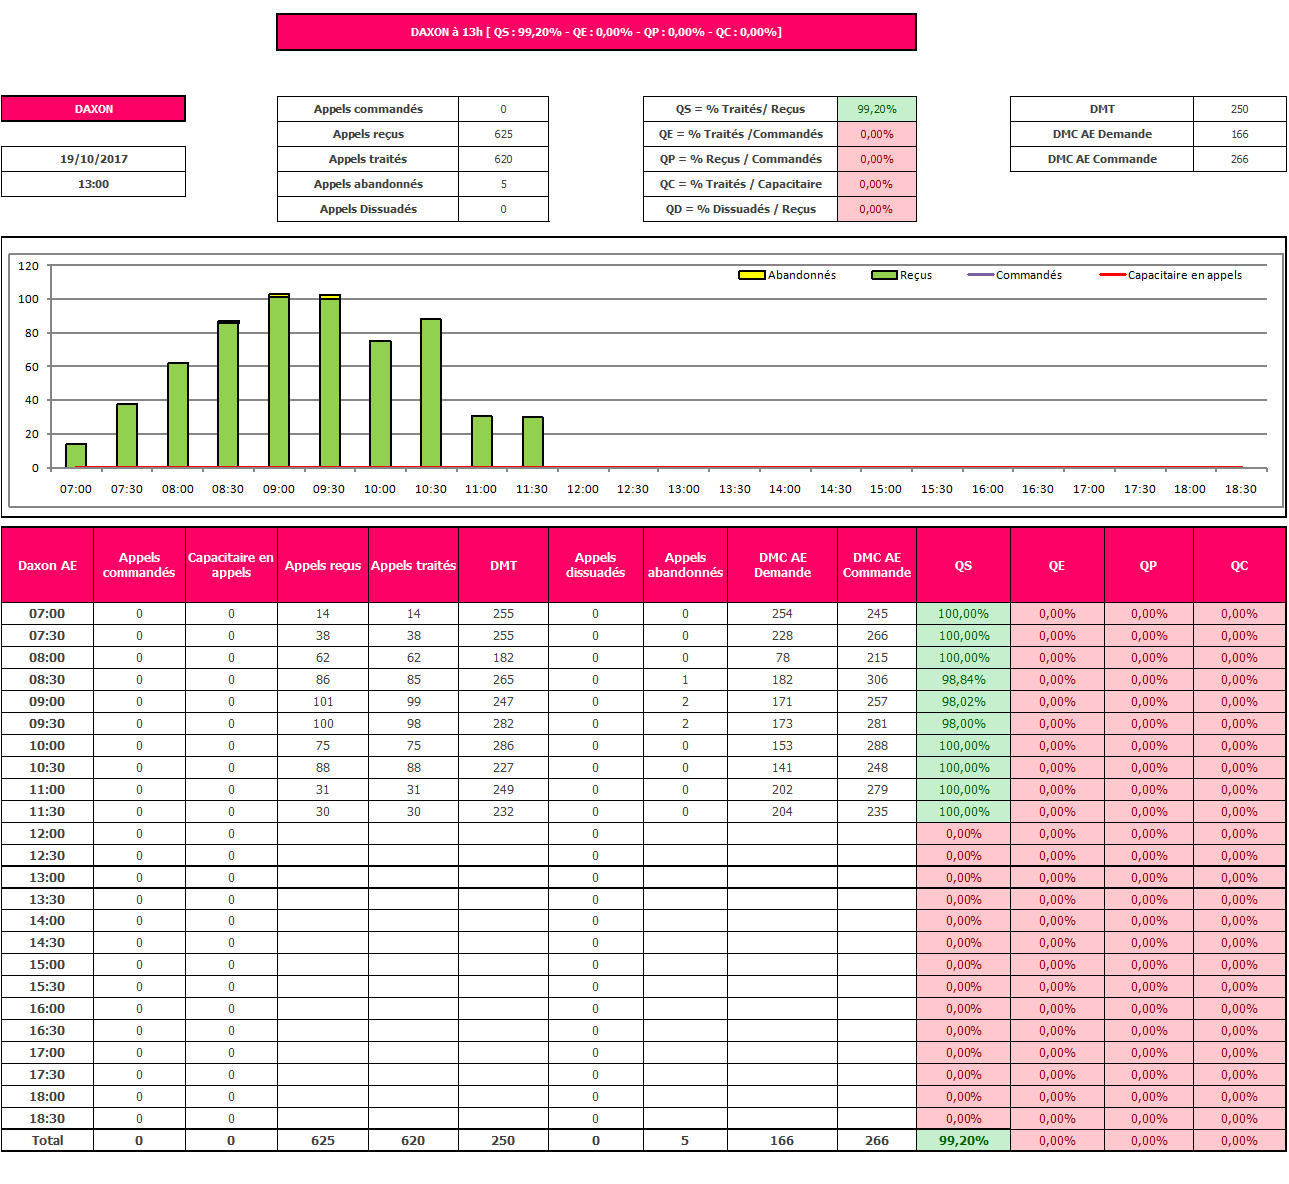 DAXON à 13h [ QS : 99,20% - QE : 0,00% - QP : 0,00% - QC : 0,00%]
DAXON
19/10/2017
13:00
Appels commandés 0
Appels reçus 625
Appels traités 620
Appels abandonnés 5
Appels Dissuadés 0
QS = % Traités/ Reçus 99,20%
QE = % Traités /Commandés 0,00%
QP = % Reçus / Commandés 0,00%
QC = % Traités / Capacitaire 0,00%
QD = % Dissuadés / Reçus 0,00%
DMT 250
DMC AE Demande 166
DMC AE Commande 266
Abandonnés Reçus Commandés Capacitaire en appels
120
100
80
60
40
20
0
07:00 07:30 08:00 08:30 09:00 09:30 10:00 10:30 11:00 11:30 12:00 12:30 13:00 13:30 14:00 14:30 15:00 15:30 16:00 16:30 17:00 17:30 18:00 18:30
Daxon AE Appels commandés Capacitaire en appels Appels reçus Appels traités DMT Appels dissuadés Appels abandonnés DMC AE Demande DMC AE Commande QS QE QP QC
07:00 0 0 14 14 255 0 0 254 245 100,00% 0,00% 0,00% 0,00%
07:30 0 0 38 38 255 0 0 228 266 100,00% 0,00% 0,00% 0,00%
08:00 0 0 62 62 182 0 0 78 215 100,00% 0,00% 0,00% 0,00%
08:30 0 0 86 85 265 0 1 182 306 98,84% 0,00% 0,00% 0,00%
09:00 0 0 101 99 247 0 2 171 257 98,02% 0,00% 0,00% 0,00%
09:30 0 0 100 98 282 0 2 173 281 98,00% 0,00% 0,00% 0,00%
10:00 0 0 75 75 286 0 0 153 288 100,00% 0,00% 0,00% 0,00%
10:30 0 0 88 88 227 0 0 141 248 100,00% 0,00% 0,00% 0,00%
11:00 0 0 31 31 249 0 0 202 279 100,00% 0,00% 0,00% 0,00%
11:30 0 0 30 30 232 0 0 204 235 100,00% 0,00% 0,00% 0,00%
12:00 0 0 0 0,00% 0,00% 0,00% 0,00%
12:30 0 0 0 0,00% 0,00% 0,00% 0,00%
13:00 0 0 0 0,00% 0,00% 0,00% 0,00%
13:30 0 0 0 0,00% 0,00% 0,00% 0,00%
14:00 0 0 0 0,00% 0,00% 0,00% 0,00%
14:30 0 0 0 0,00% 0,00% 0,00% 0,00%
15:00 0 0 0 0,00% 0,00% 0,00% 0,00%
15:30 0 0 0 0,00% 0,00% 0,00% 0,00%
16:00 0 0 0 0,00% 0,00% 0,00% 0,00%
16:30 0 0 0 0,00% 0,00% 0,00% 0,00%
17:00 0 0 0 0,00% 0,00% 0,00% 0,00%
17:30 0 0 0 0,00% 0,00% 0,00% 0,00%
18:00 0 0 0 0,00% 0,00% 0,00% 0,00%
18:30 0 0 0 0,00% 0,00% 0,00% 0,00%
Total 0 0 625 620 250 0 5 166 266 99,20% 0,00% 0,00% 0,00%